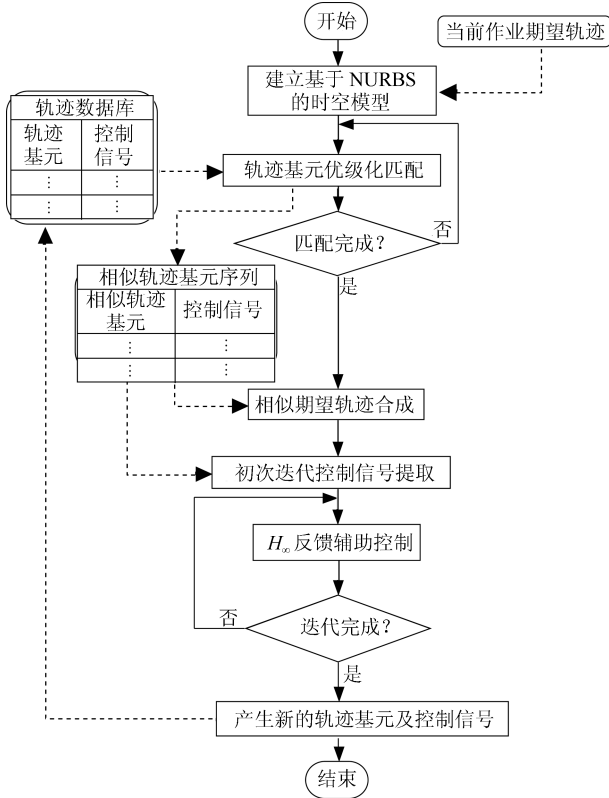 开始
当前作业期望轨迹
建立基于 NURBS
的时空模型
轨迹数据库
轨迹
基元
控制
信号
⋮
⋮
⋮
⋮
轨迹基元优级化匹配
否
匹配完成？
是
相似轨迹基元序列
相似轨迹
基元
控制信号
⋮
⋮
⋮
⋮
相似期望轨迹合成
初次迭代控制信号提取
H∞ 反馈辅助控制
否
迭代完成？
是
产生新的轨迹基元及控制信号
结束